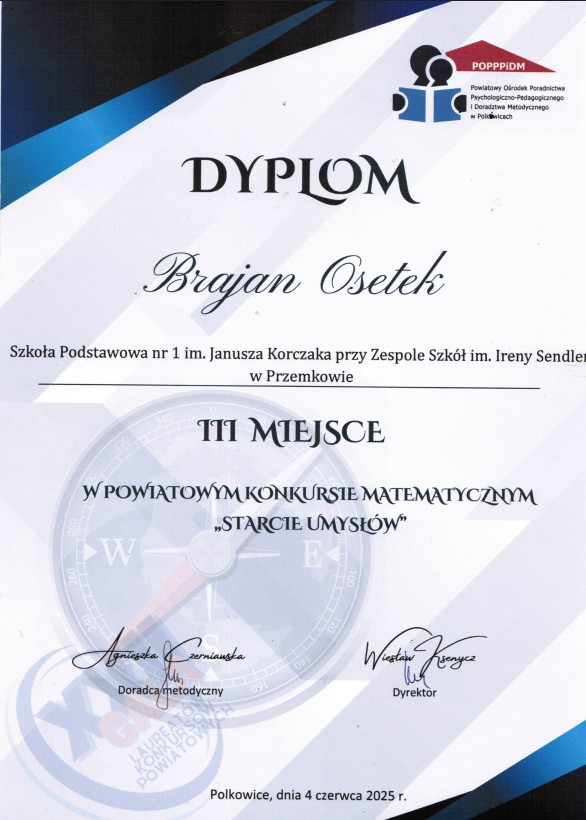 POPPPiDM
Powiatowy Ośrodek Poradnictwa
Psychologiczno-Pedagogicznego
i Doradztwa Metodycznego
w Polkowicach
DYPLOM
Brajan Osetek
Szkoła Podstawowa nr 1 im. Janusza Korczaka przy Zespole Szkół im. Ireny Sendler
w Przemkowie
III MIEJSCE
W POWIATOWYM KONKURSIE MATEMATYCZNYM
„STARCIE UMYSŁÓW”
W E
S
Agnieszka Czerniawska
Doradca metodyczny
Wiesław Ksenycz
Dyrektor
GALA
LAUREATÓW
KONKURSÓW
POWIATOWYCH
Polkowice, dnia 4 czerwca 2025 r.